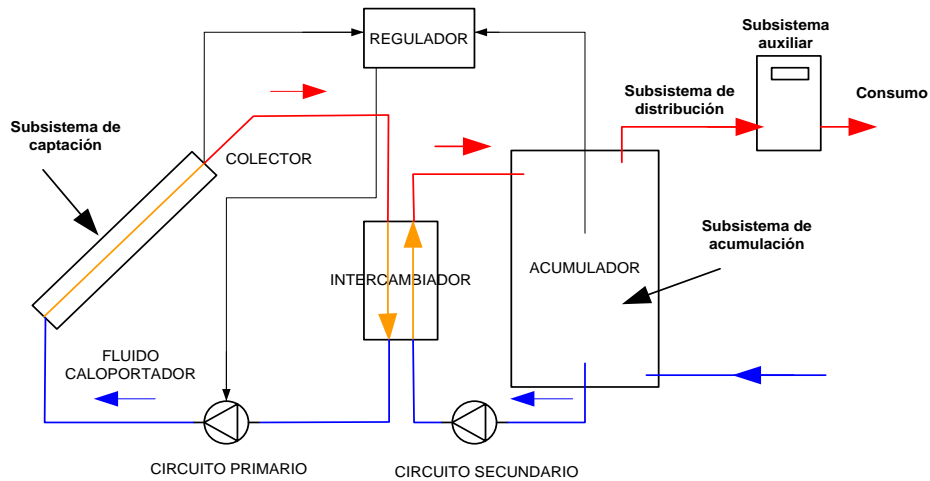 Subsistema
auxiliar
REGULADOR
Subsistema de
distribución
Consumo
Subsistema de
captación
COLECTOR
Subsistema de
acumulación
INTERCAMBIADOR
ACUMULADOR
FLUIDO
CALOPORTADOR
CIRCUITO PRIMARIO
CIRCUITO SECUNDARIO